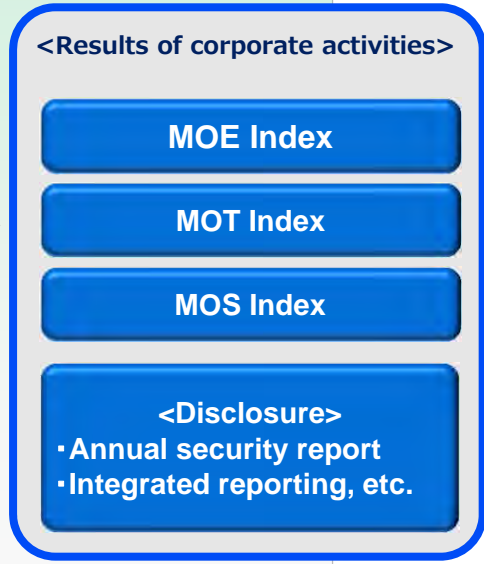 <Results of corporate activities>
MOE Index
MOT Index
MOS Index
<Disclosure>
・Annual security report
・Integrated reporting, etc.